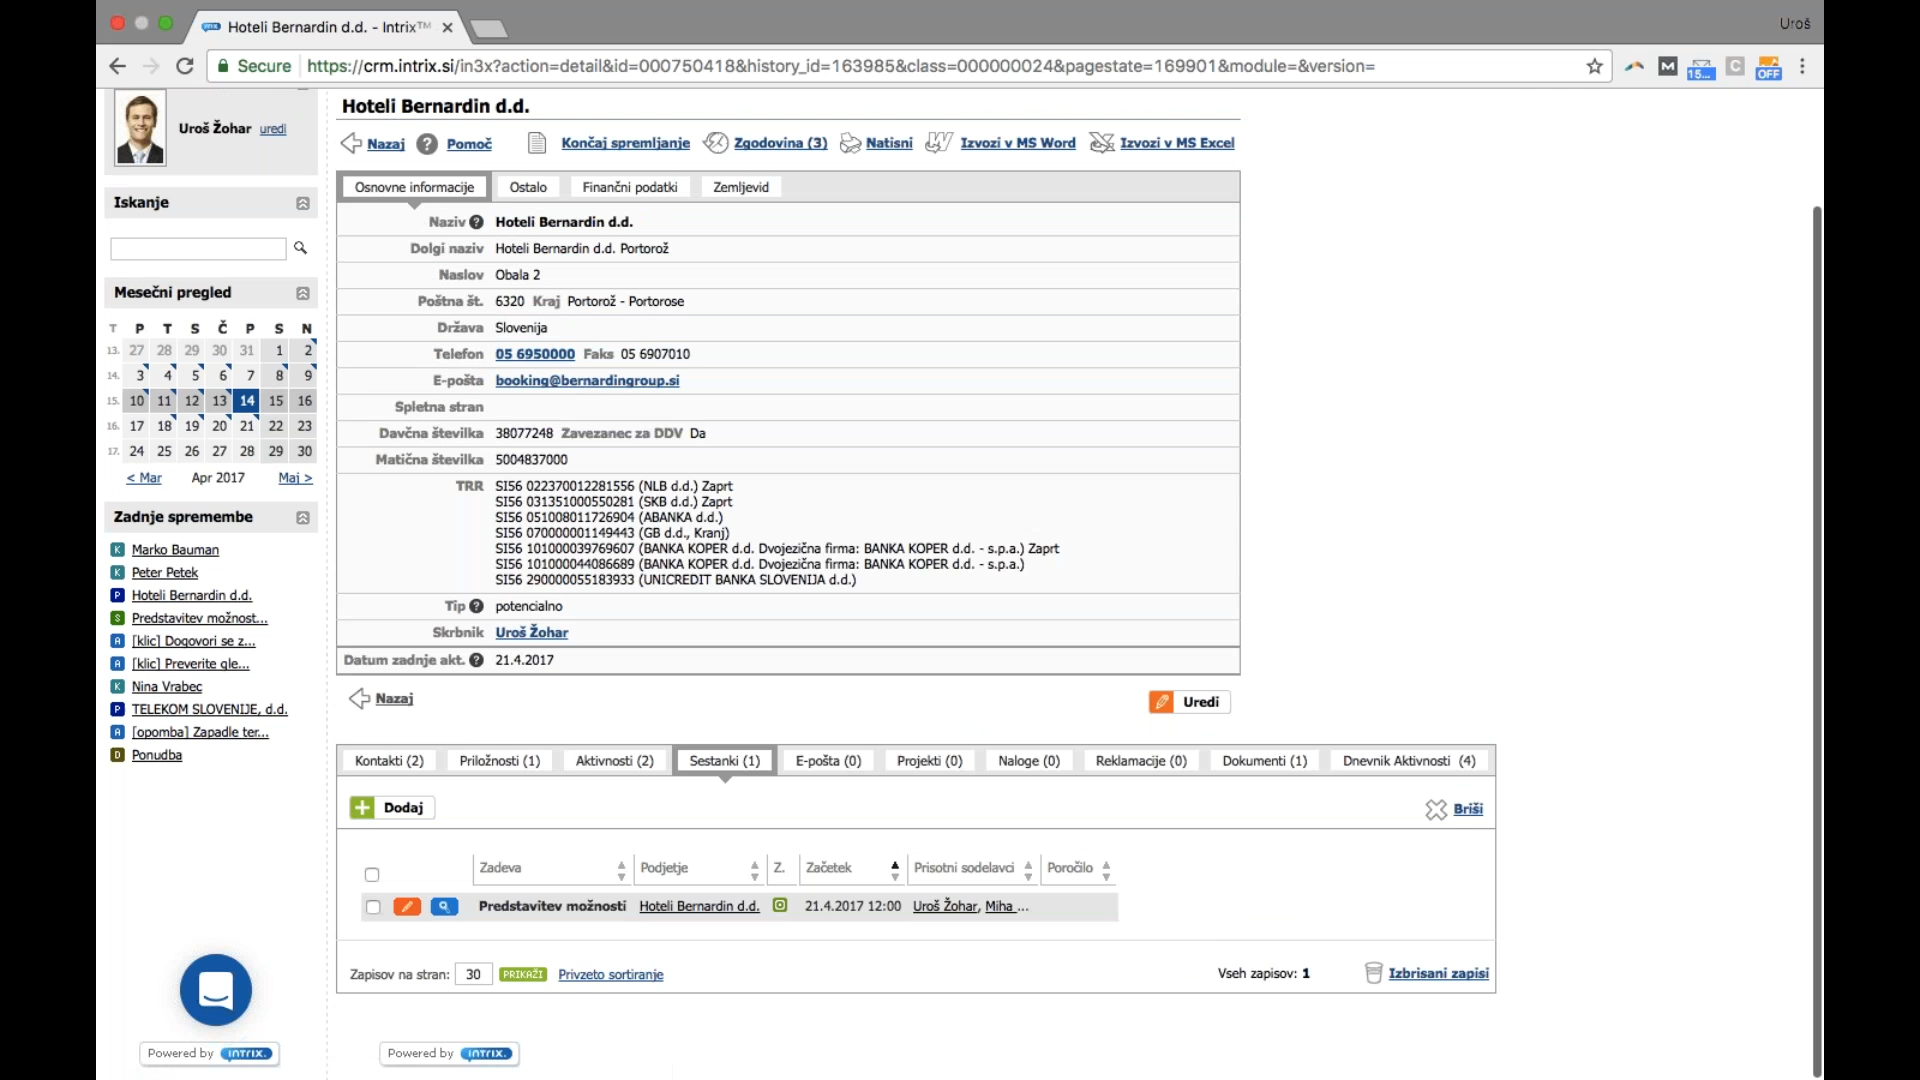 Hoteli Bernardin d.d. - Intrix™
Uroš
Secure https://crm.intrix.si/in3x?action=detail&id=000750418&history_id=163985&class=000000024&pagestate=169901&module=&version=
M
15...
C
OFF
Uroš Žohar uredi
Iskanje
Mesečni pregled
T P T S Č P S N
13. 27 28 29 30 31 1 2
14. 3 4 5 6 7 8 9
15. 10 11 12 13 14 15 16
16. 17 18 19 20 21 22 23
17. 24 25 26 27 28 29 30
< Mar Apr 2017 Maj >
Zadnje spremembe
K Marko Bauman
K Peter Petek
P Hoteli Bernardin d.d.
S Predstavitev možnost...
A [klic] Dogovori se z...
A [klic] Preverite gle...
K Nina Vrabec
P TELEKOM SLOVENIJE, d.d.
A [opomba] Zapadle ter...
D Ponudba
Powered by INTRIX.
Hoteli Bernardin d.d.
Nazaj ? Pomoč Končaj spremljanje Zgodovina (3) Natisni Izvozi v MS Word Izvozi v MS Excel
Osnovne informacije Ostalo Finančni podatki Zemljevid
Naziv ? Hoteli Bernardin d.d.
Dolgi naziv Hoteli Bernardin d.d. Portorož
Naslov Obala 2
Poštna št. 6320 Kraj Portorož - Portorose
Država Slovenija
Telefon 05 6950000 Faks 05 6907010
E-pošta booking@bernardingroup.si
Spletna stran
Davčna številka 38077248 Zavezanec za DDV Da
Matična številka 5004837000
TRR SI56 022370012281556 (NLB d.d.) Zaprt
SI56 031351000550281 (SKB d.d.) Zaprt
SI56 051008011726904 (ABANKA d.d.)
SI56 070000001149443 (GB d.d., Kranj)
SI56 101000039769607 (BANKA KOPER d.d. Dvojezična firma: BANKA KOPER d.d. - s.p.a.) Zaprt
SI56 101000044086689 (BANKA KOPER d.d. Dvojezična firma: BANKA KOPER d.d. - s.p.a.)
SI56 290000055183933 (UNICREDIT BANKA SLOVENIJA d.d.)
Tip ? potencialno
Skrbnik Uroš Žohar
Datum zadnje akt. ? 21.4.2017
Nazaj
Uredi
Kontakti (2) Priložnosti (1) Aktivnosti (2) Sestanki (1) E-pošta (0) Projekti (0) Naloge (0) Reklamacije (0) Dokumenti (1) Dnevnik Aktivnosti (4)
Dodaj
Briši
Zadeva Podjetje Z. Začetek Prisotni sodelavci Poročilo
Predstavitev možnosti Hoteli Bernardin d.d. 21.4.2017 12:00 Uroš Žohar, Miha ...
Zapisov na stran: 30 PRIKAŽI Privzeto sortiranje
Vseh zapisov: 1 Izbrisani zapisi
Powered by INTRIX.